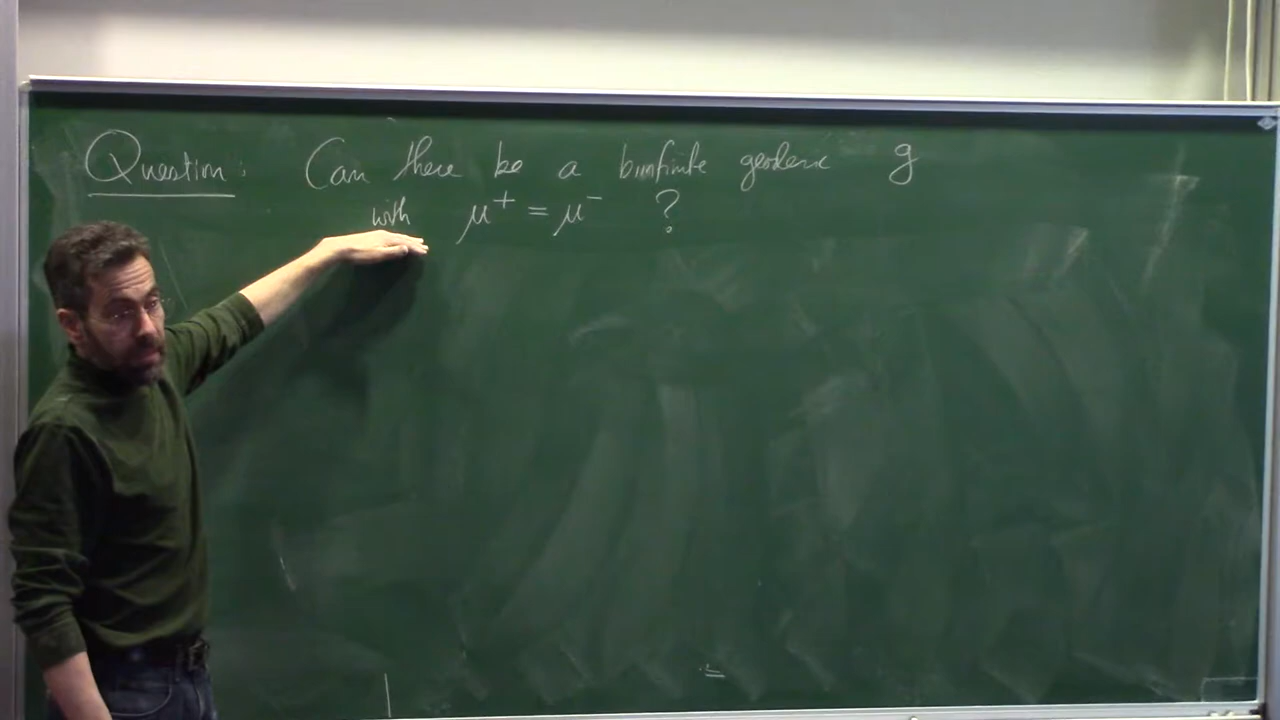 Question: Can there be a biinfinite geodesic g
with μ⁺ = μ⁻ ?